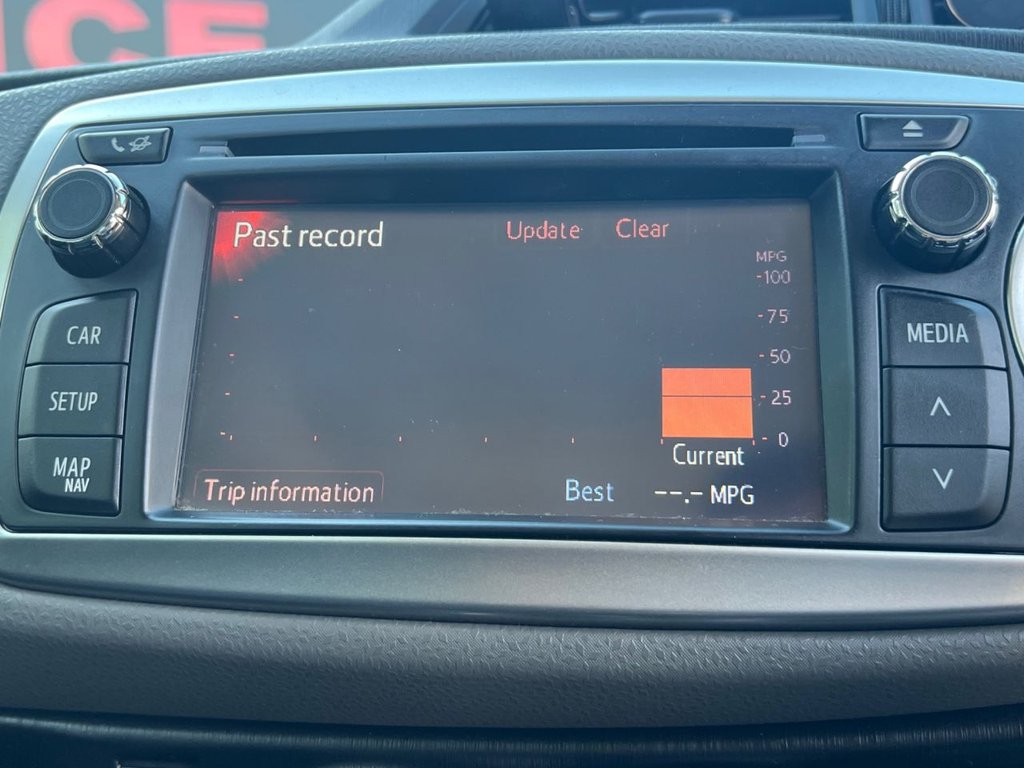 CE
Past record
Update
Clear
MPG
-100
-75
-50
-25
-0
CAR
SETUP
MAP
NAV
MEDIA
Current
Trip information
Best
--.- MPG